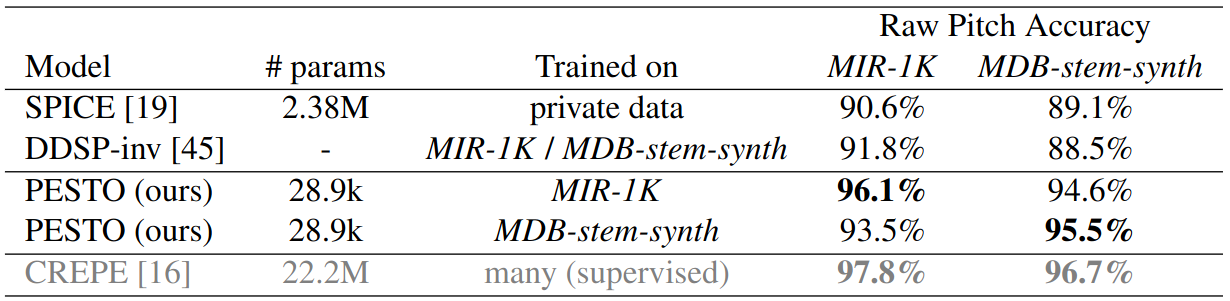 Raw Pitch Accuracy
Model # params Trained on MIR-1K MDB-stem-synth
SPICE [19] 2.38M private data 90.6% 89.1%
DDSP-inv [45] - MIR-1K / MDB-stem-synth 91.8% 88.5%
PESTO (ours) 28.9k MIR-1K 96.1% 94.6%
PESTO (ours) 28.9k MDB-stem-synth 93.5% 95.5%
CREPE [16] 22.2M many (supervised) 97.8% 96.7%